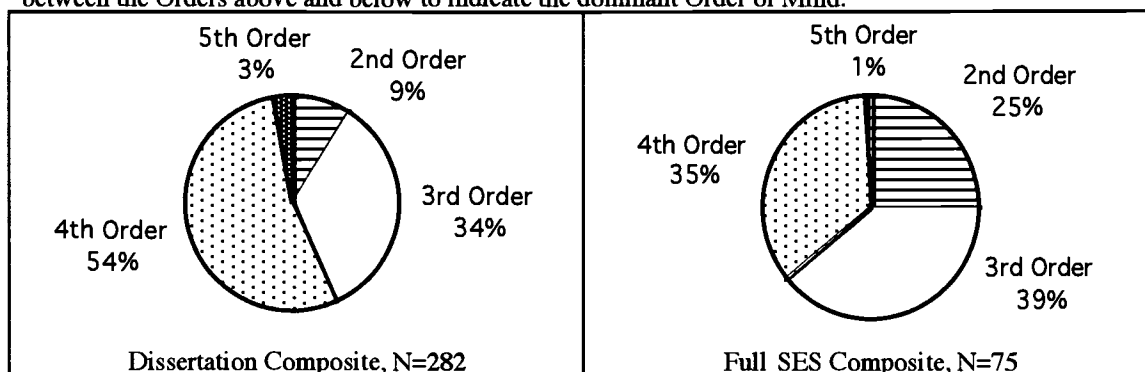 between the Orders above and below to indicate the dominant Order of Mind.
5th Order
3%
2nd Order
9%
3rd Order
34%
4th Order
54%
Dissertation Composite, N=282
5th Order
1%
2nd Order
25%
4th Order
35%
3rd Order
39%
Full SES Composite, N=75